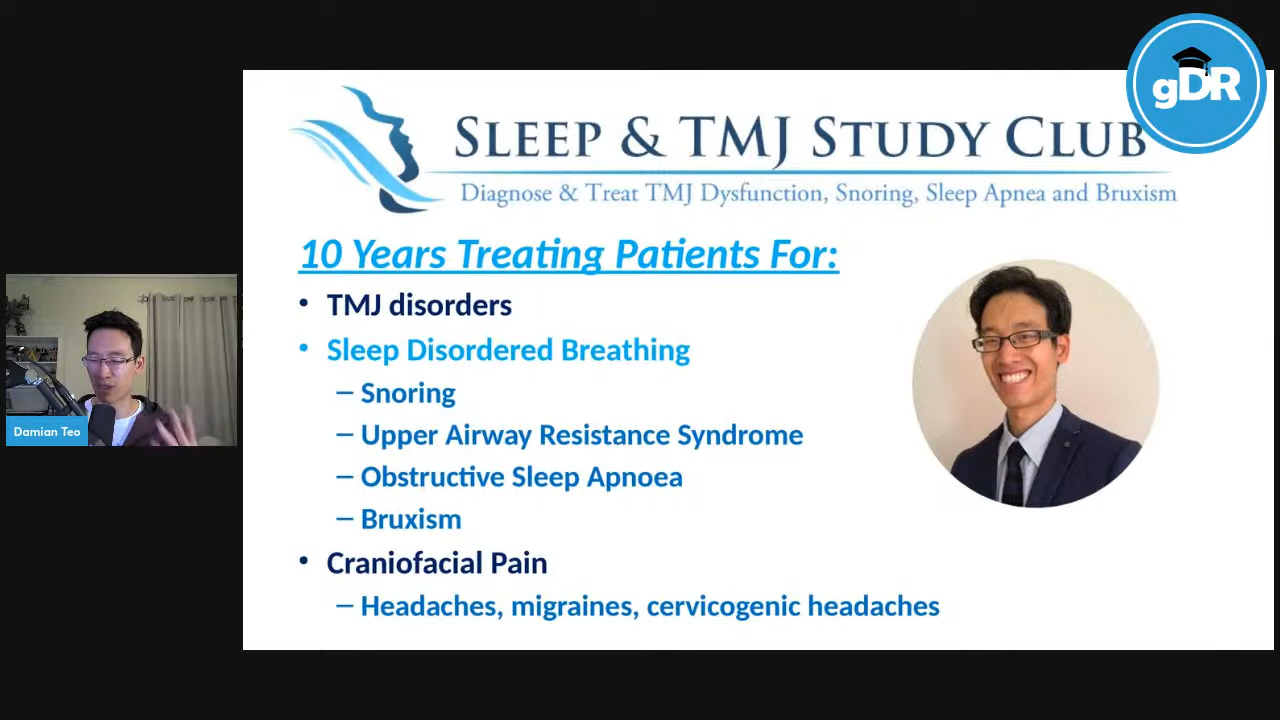 gDR
SLEEP & TMJ STUDY CLUB
Diagnose & Treat TMJ Dysfunction, Snoring, Sleep Apnea and Bruxism
10 Years Treating Patients For:
• TMJ disorders
• Sleep Disordered Breathing
– Snoring
– Upper Airway Resistance Syndrome
– Obstructive Sleep Apnoea
– Bruxism
• Craniofacial Pain
– Headaches, migraines, cervicogenic headaches
Damian Teo